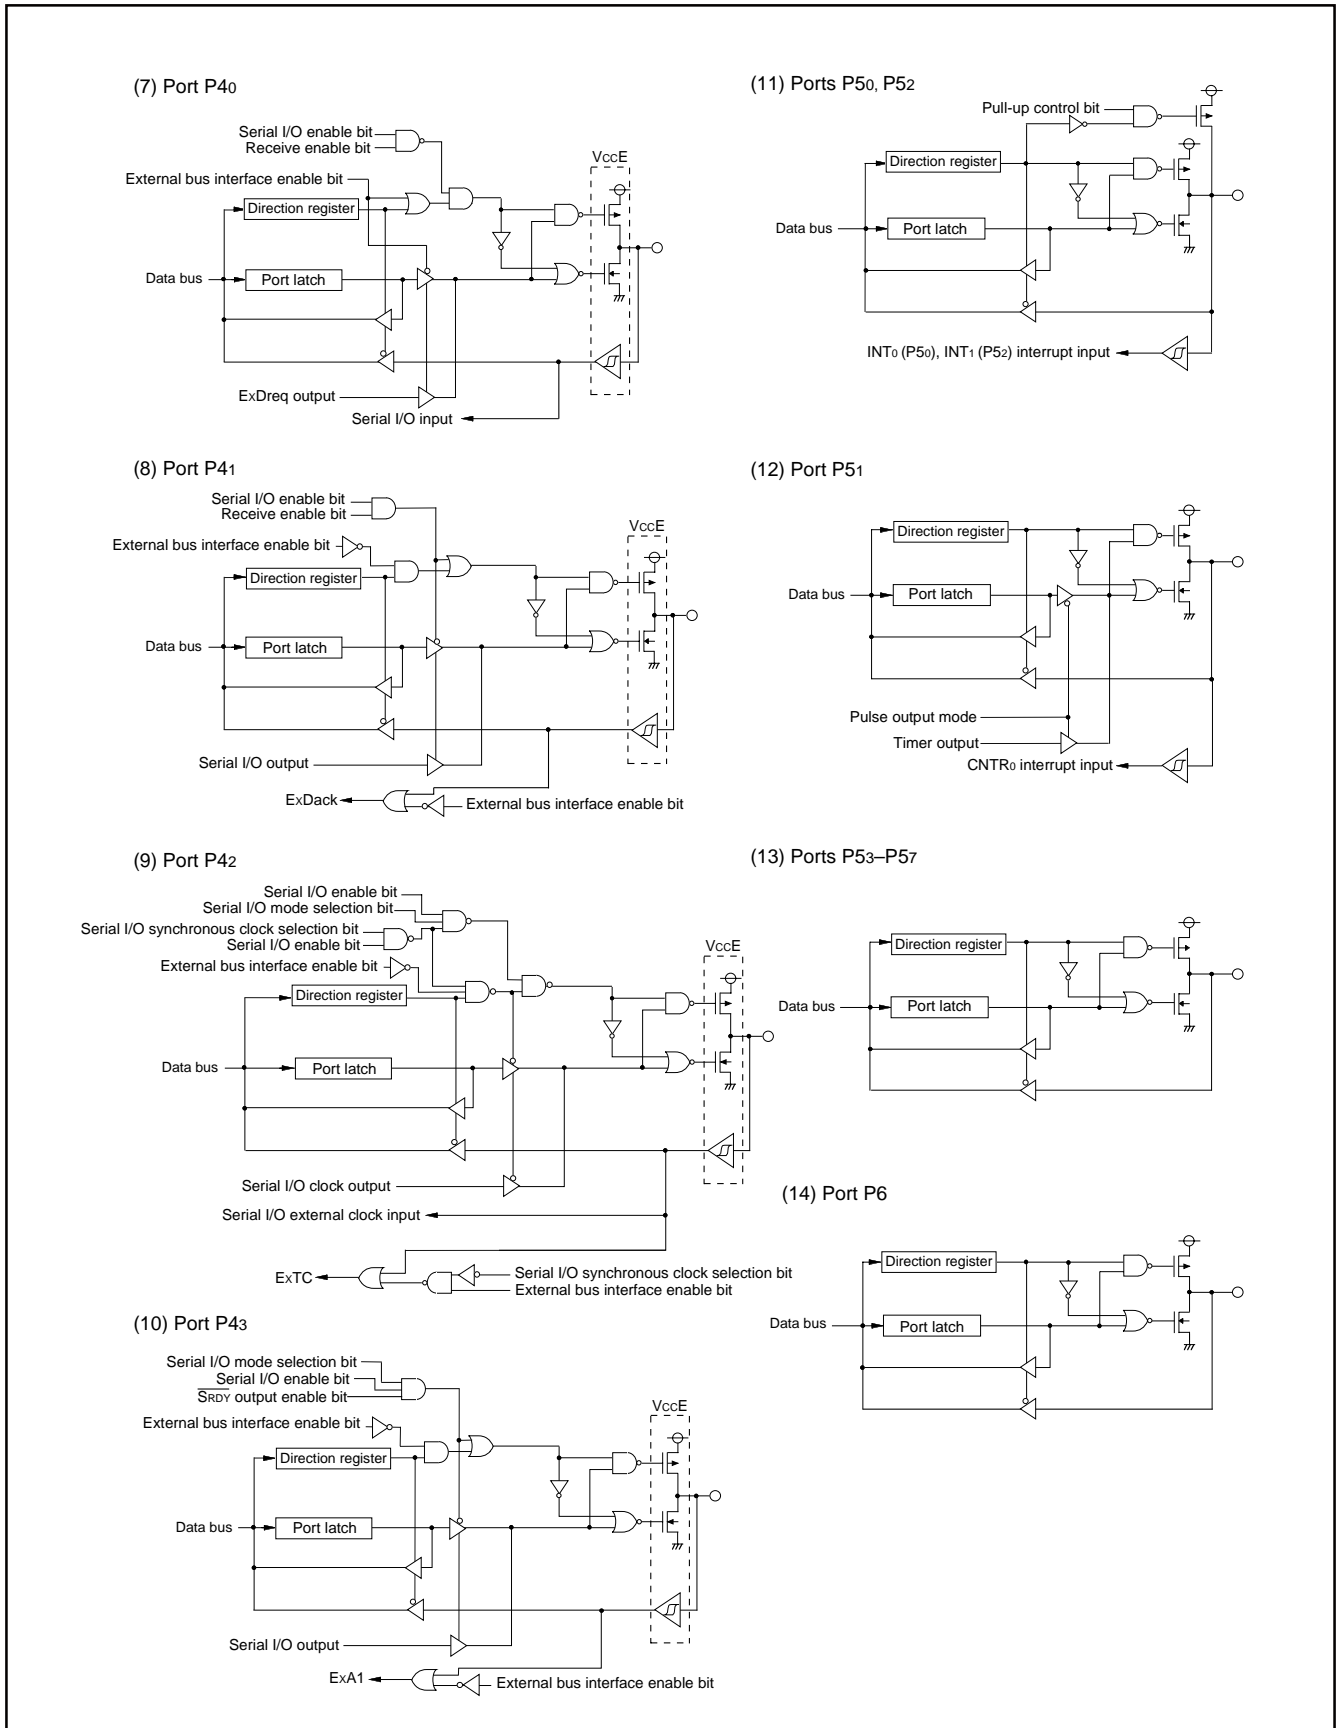 (7) Port P40
Serial I/O enable bit
Receive enable bit
VCCE
External bus interface enable bit
Direction register
Data bus
Port latch
ExDreq output
Serial I/O input
(8) Port P41
Serial I/O enable bit
Receive enable bit
VCCE
External bus interface enable bit
Direction register
Data bus
Port latch
Serial I/O output
ExDack
External bus interface enable bit
(9) Port P42
Serial I/O enable bit
Serial I/O mode selection bit
Serial I/O synchronous clock selection bit
Serial I/O enable bit
VCCE
External bus interface enable bit
Direction register
Data bus
Port latch
Serial I/O clock output
Serial I/O external clock input
ExTC
Serial I/O synchronous clock selection bit
External bus interface enable bit
(10) Port P43
Serial I/O mode selection bit
Serial I/O enable bit
SRDY output enable bit
VCCE
External bus interface enable bit
Direction register
Data bus
Port latch
Serial I/O output
ExA1
External bus interface enable bit
(11) Ports P50, P52
Pull-up control bit
Direction register
Data bus
Port latch
INT0 (P50), INT1 (P52) interrupt input
(12) Port P51
Direction register
Data bus
Port latch
Pulse output mode
Timer output
CNTR0 interrupt input
(13) Ports P53–P57
Direction register
Data bus
Port latch
(14) Port P6
Direction register
Data bus
Port latch